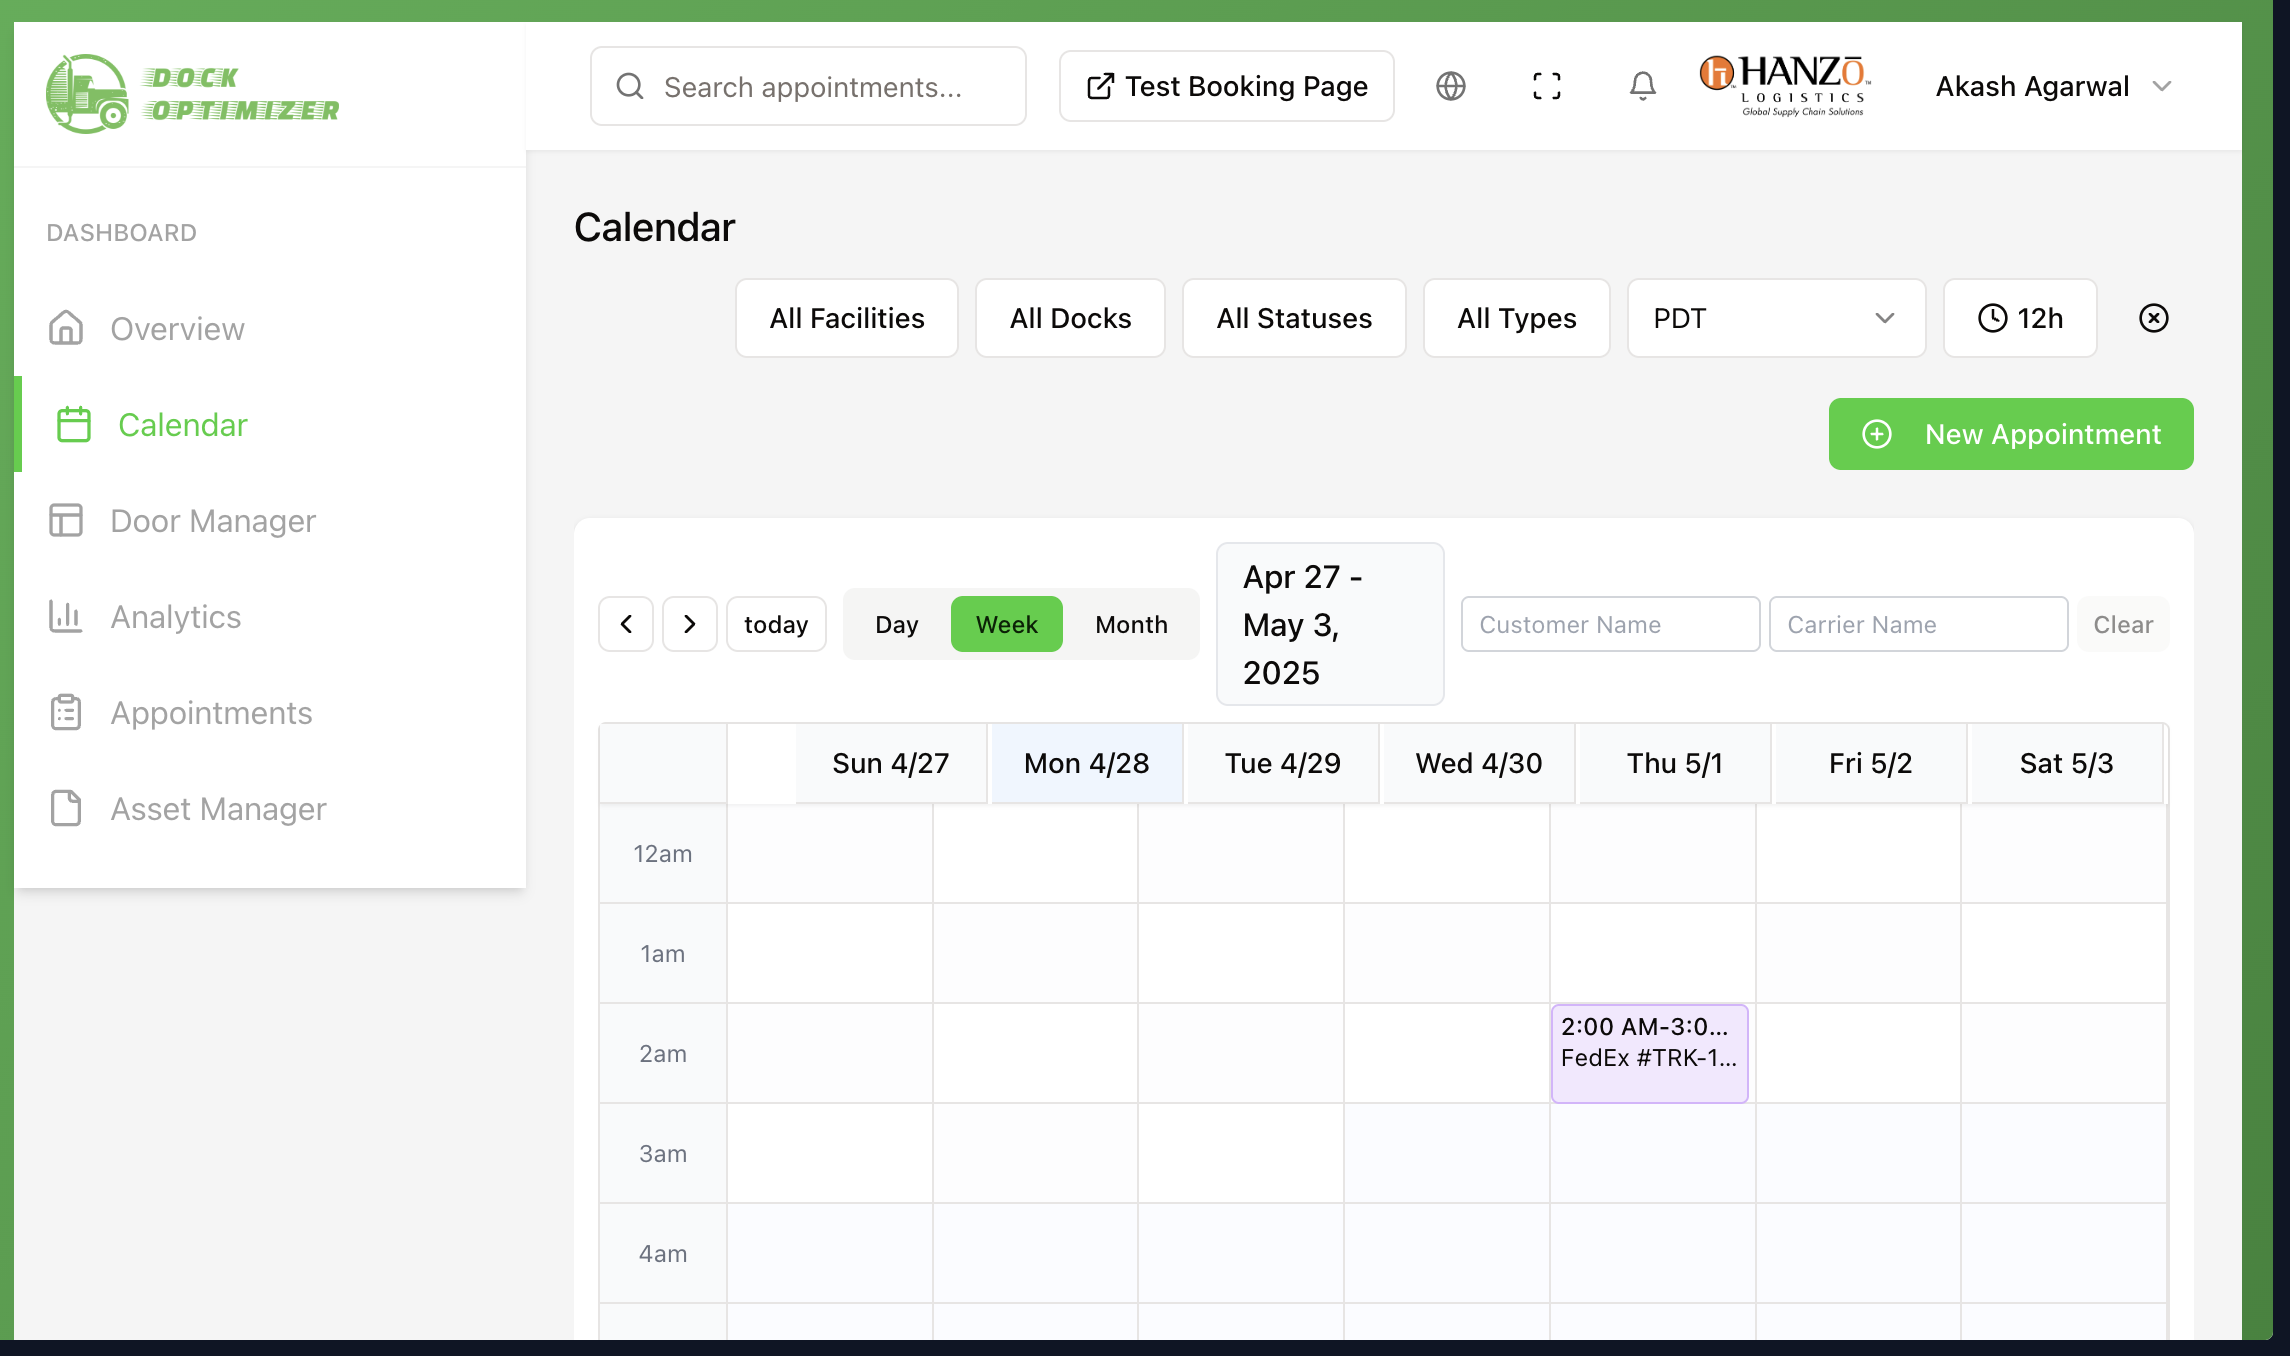 DOCK
OPTIMIZER
Search appointments...
Test Booking Page
HANZŌ
LOGISTICS
Global Supply Chain Solutions
Akash Agarwal
DASHBOARD
Overview
Calendar
Door Manager
Analytics
Appointments
Asset Manager
Calendar
All Facilities
All Docks
All Statuses
All Types
PDT
12h
New Appointment
today
Day
Week
Month
Apr 27 -
May 3,
2025
Customer Name
Carrier Name
Clear
Sun 4/27
Mon 4/28
Tue 4/29
Wed 4/30
Thu 5/1
Fri 5/2
Sat 5/3
12am
1am
2am
2:00 AM-3:0...
FedEx #TRK-1...
3am
4am